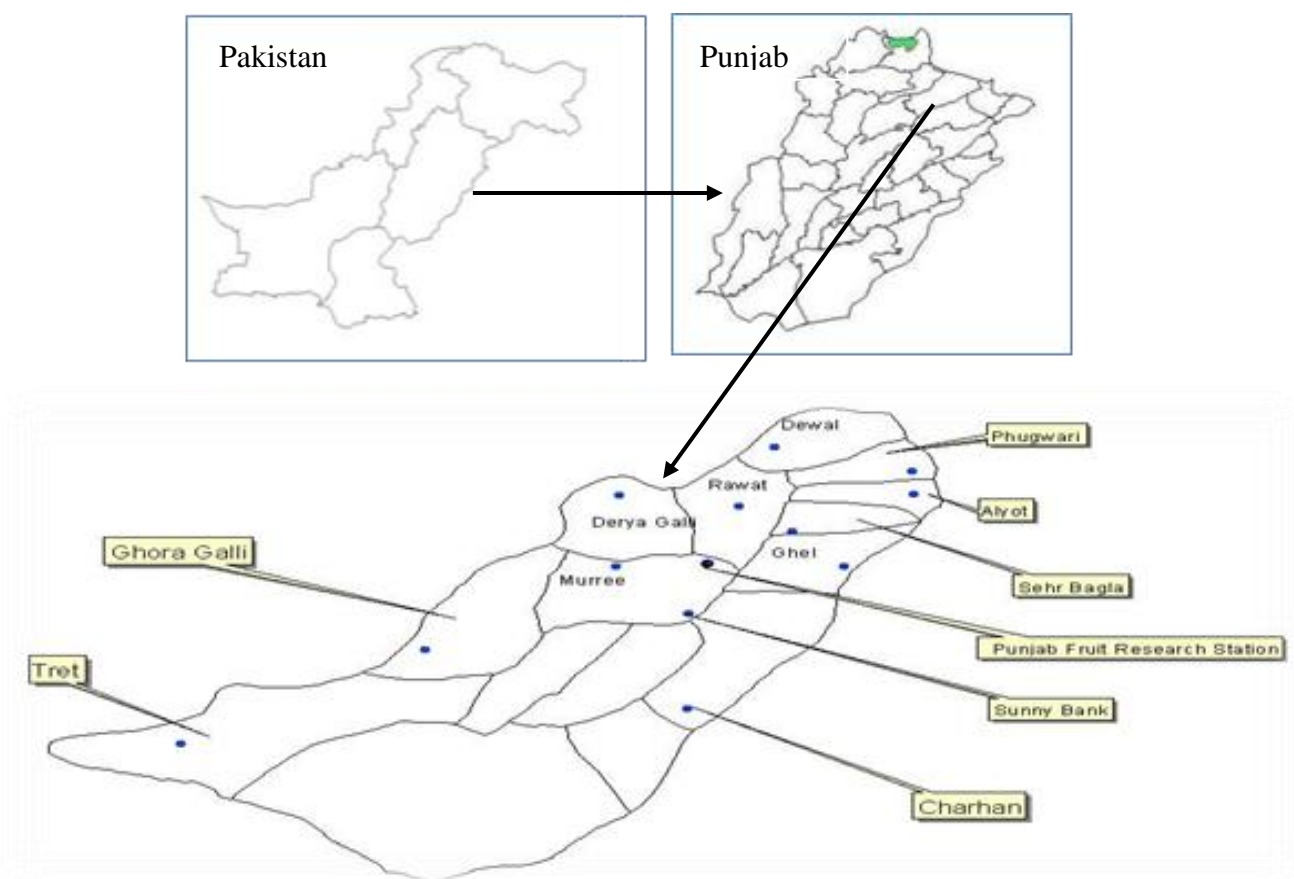 Pakistan
Punjab
Dewal
Phugwari
Rawat
Alyot
Derya Galli
Ghora Galli
Ghel
Murree
Sehr Bagla
Punjab Fruit Research Station
Tret
Sunny Bank
Charhan